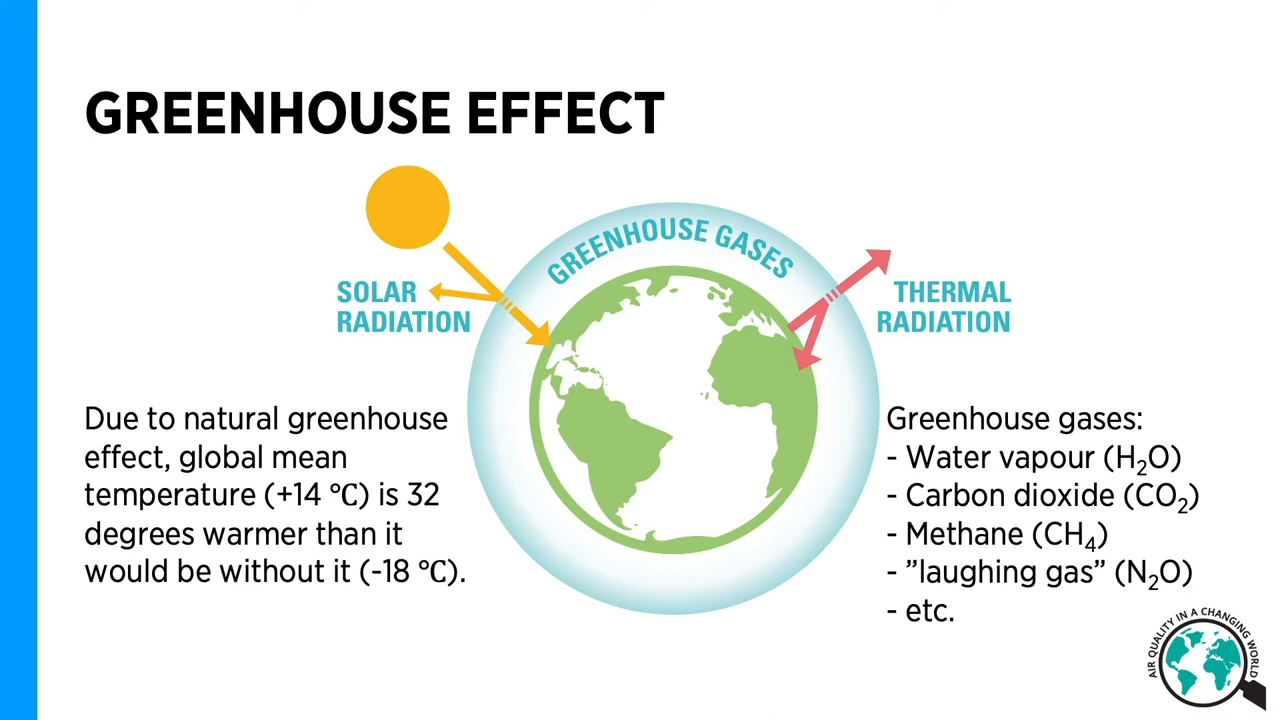 GREENHOUSE EFFECT
GREENHOUSE GASES
SOLAR
RADIATION
THERMAL
RADIATION
Due to natural greenhouse
effect, global mean
temperature (+14 ℃) is 32
degrees warmer than it
would be without it (-18 ℃).
Greenhouse gases:
- Water vapour (H₂O)
- Carbon dioxide (CO₂)
- Methane (CH₄)
- ”laughing gas” (N₂O)
- etc.
AIR QUALITY IN A CHANGING WORLD